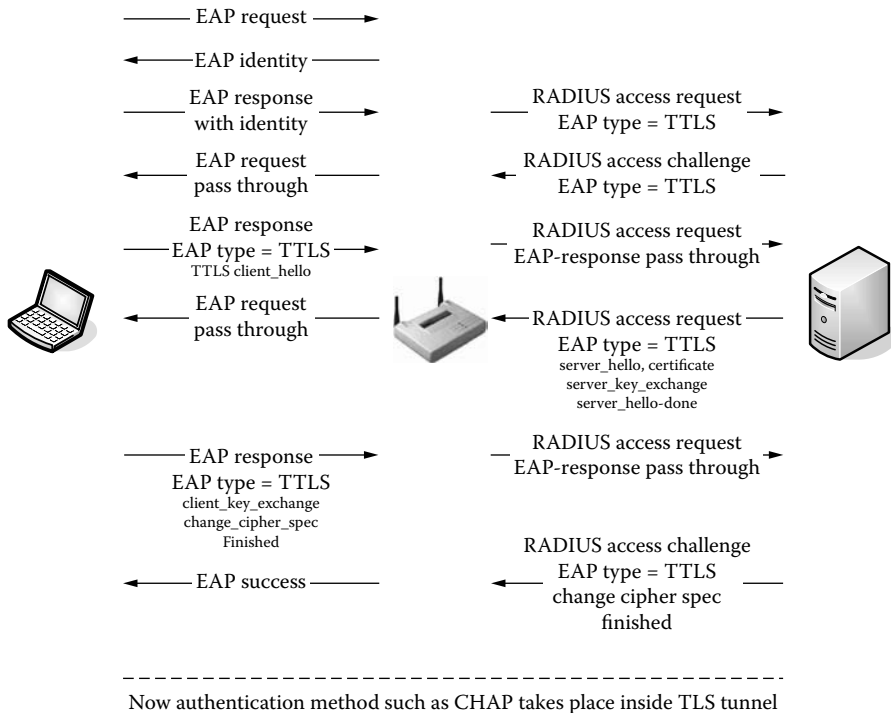 EAP request
EAP identity
EAP response
with identity
RADIUS access request
EAP type = TTLS
EAP request
pass through
RADIUS access challenge
EAP type = TTLS
EAP response
EAP type = TTLS
TTLS client_hello
RADIUS access request
EAP-response pass through
EAP request
pass through
RADIUS access request
EAP type = TTLS
server_hello, certificate
server_key_exchange
server_hello-done
EAP response
EAP type = TTLS
client_key_exchange
change_cipher_spec
Finished
RADIUS access request
EAP-response pass through
EAP success
RADIUS access challenge
EAP type = TTLS
change cipher spec
finished
Now authentication method such as CHAP takes place inside TLS tunnel